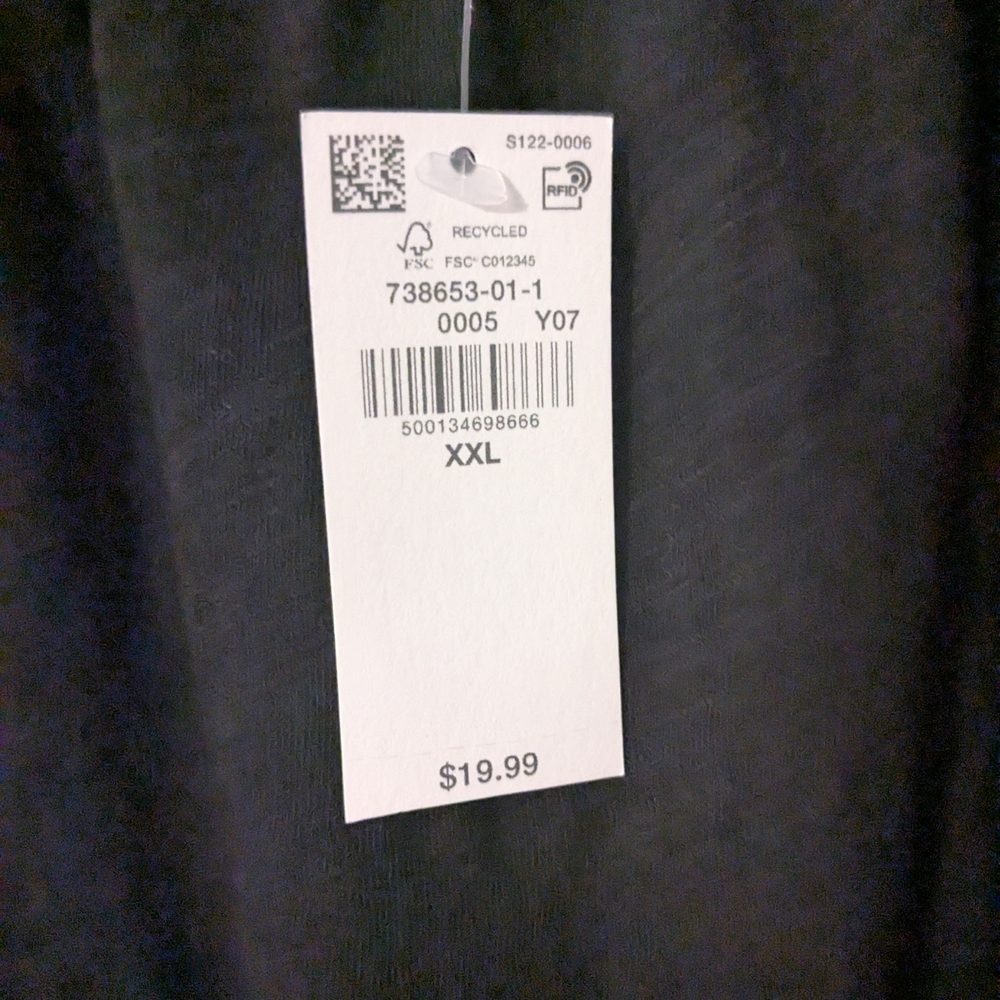 S122-0006
RFID
RECYCLED
FSC FSC® C012345
738653-01-1
0005 Y07
500134698666
XXL
$19.99